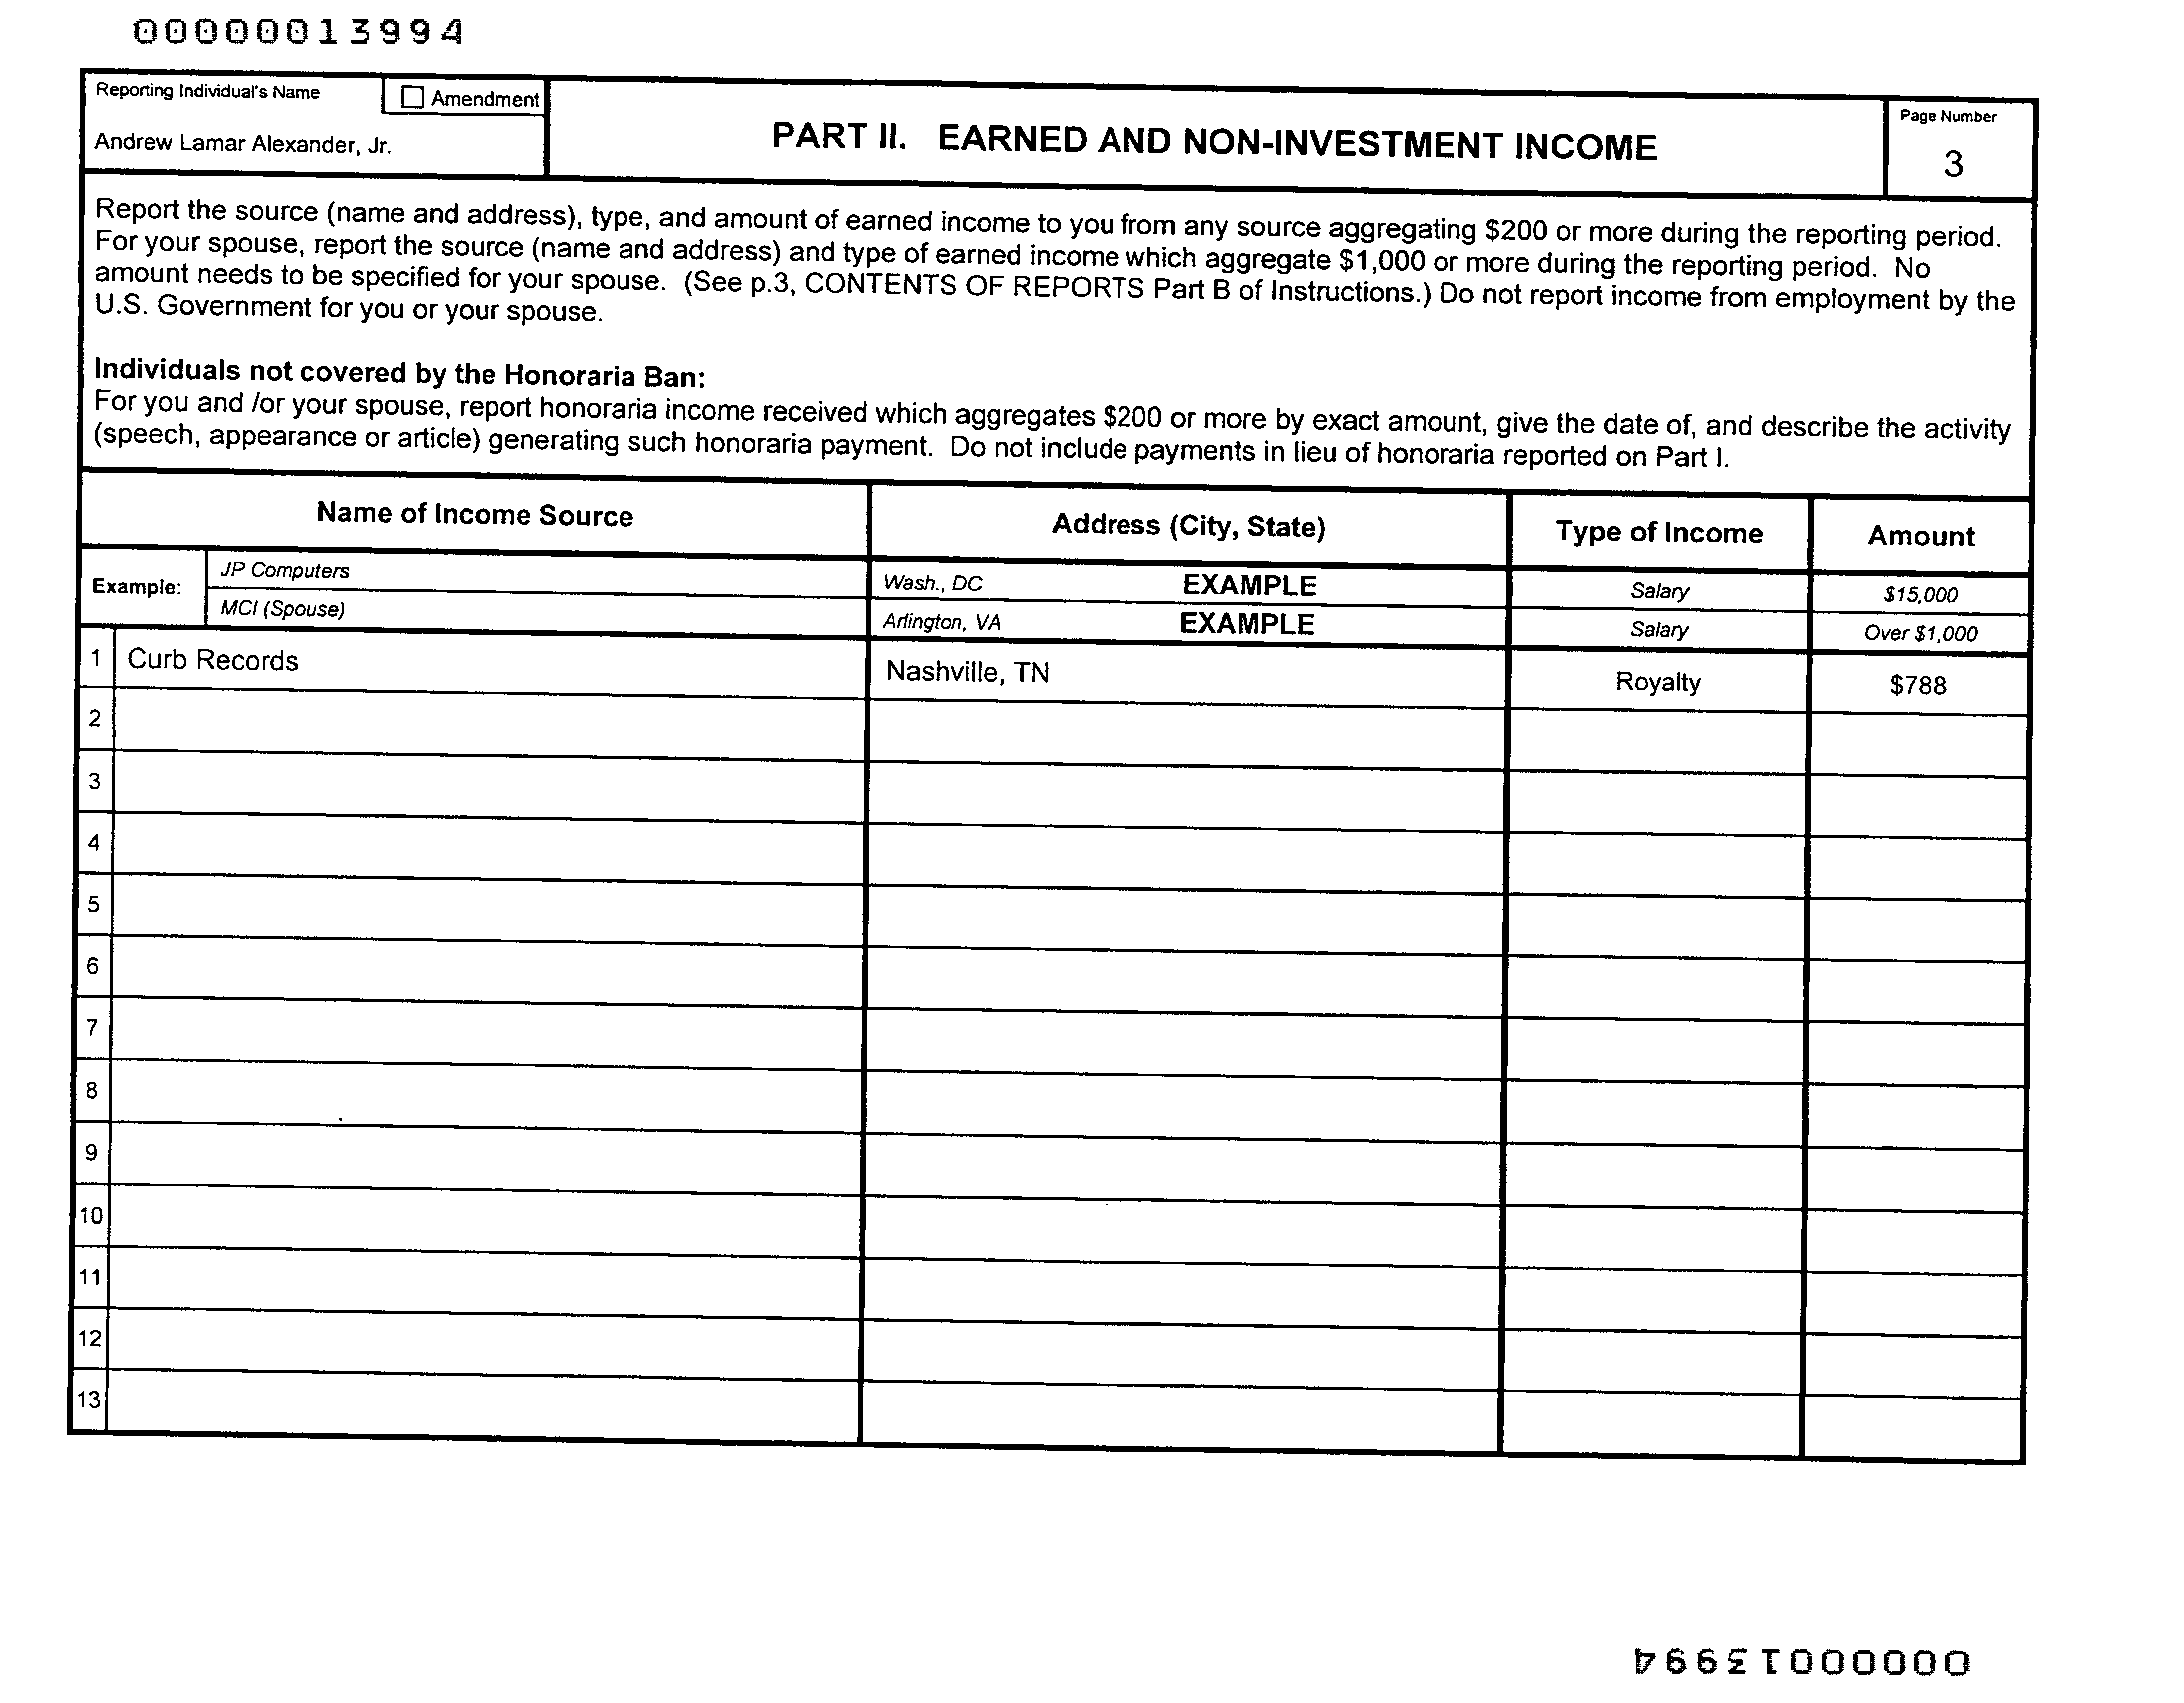 00000013994
Reporting Individual's Name
Amendment
Andrew Lamar Alexander, Jr.
PART II. EARNED AND NON-INVESTMENT INCOME
Page Number
3
Report the source (name and address), type, and amount of earned income to you from any source aggregating $200 or more during the reporting period.
For your spouse, report the source (name and address) and type of earned income which aggregate $1,000 or more during the reporting period. No
amount needs to be specified for your spouse. (See p.3, CONTENTS OF REPORTS Part B of Instructions.) Do not report income from employment by the
U.S. Government for you or your spouse.
Individuals not covered by the Honoraria Ban:
For you and /or your spouse, report honoraria income received which aggregates $200 or more by exact amount, give the date of, and describe the activity
(speech, appearance or article) generating such honoraria payment. Do not include payments in lieu of honoraria reported on Part I.
Name of Income Source Address (City, State) Type of Income Amount
Example: JP Computers Wash., DC EXAMPLE Salary $15,000
MCI (Spouse) Arlington, VA EXAMPLE Salary Over $1,000
1 Curb Records Nashville, TN Royalty $788
2
3
4
5
6
7
8
9
10
11
12
13
00000013994